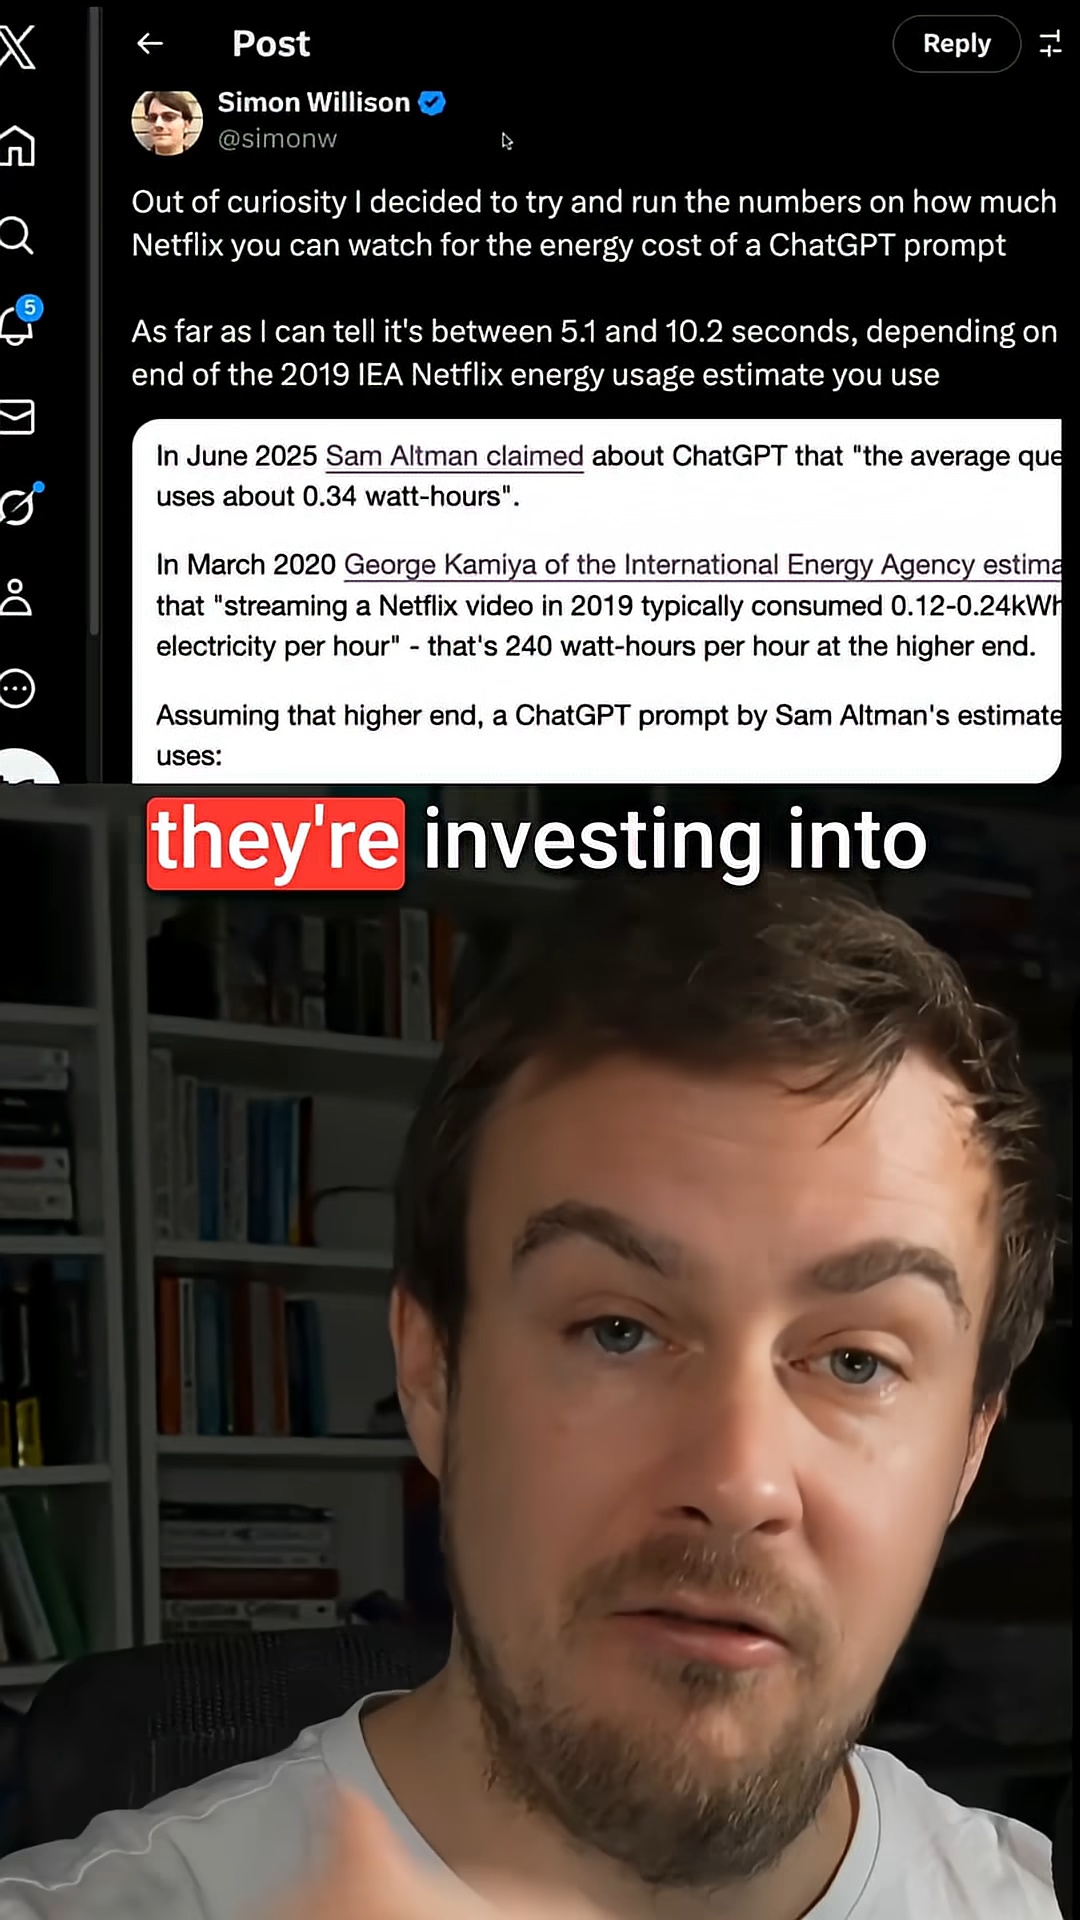 Post
Reply
Simon Willison
@simonw
Out of curiosity I decided to try and run the numbers on how much
Netflix you can watch for the energy cost of a ChatGPT prompt
As far as I can tell it's between 5.1 and 10.2 seconds, depending on
end of the 2019 IEA Netflix energy usage estimate you use
5
In June 2025 Sam Altman claimed about ChatGPT that "the average que
uses about 0.34 watt-hours".
In March 2020 George Kamiya of the International Energy Agency estima
that "streaming a Netflix video in 2019 typically consumed 0.12-0.24kWh
electricity per hour" - that's 240 watt-hours per hour at the higher end.
Assuming that higher end, a ChatGPT prompt by Sam Altman's estimate
uses:
they're investing into